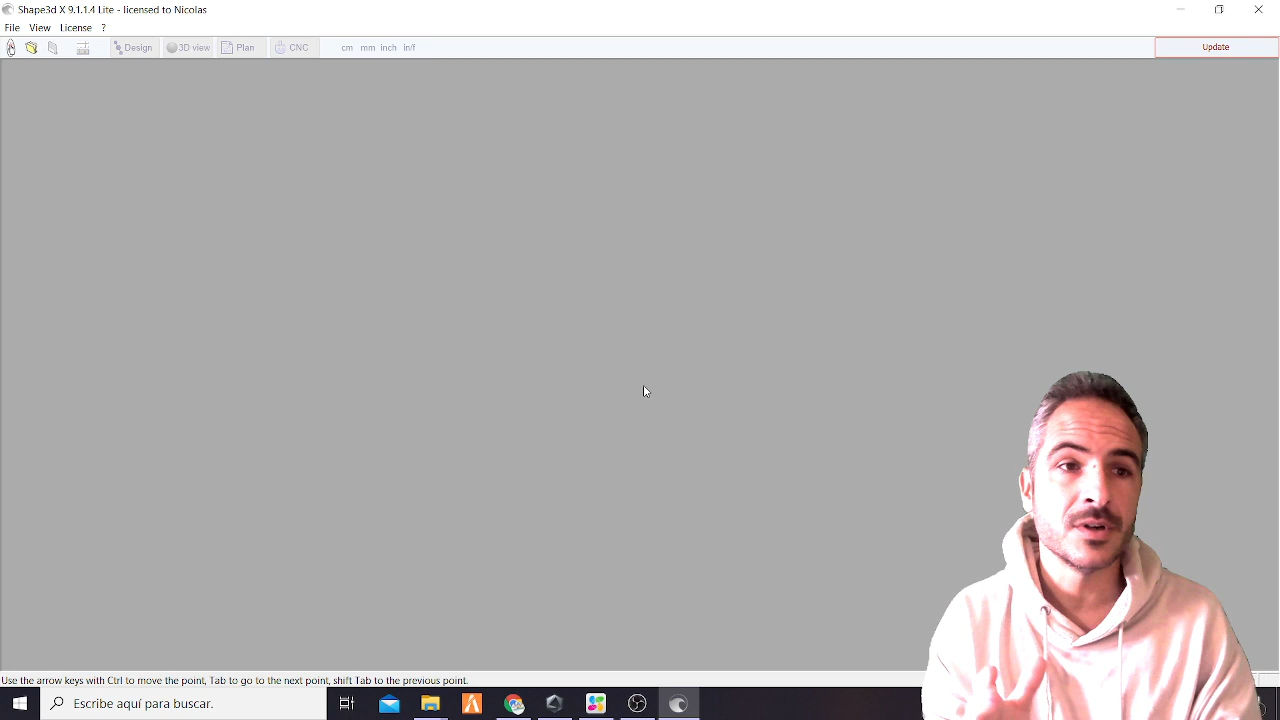 Shape3d X 9.1.1.4 Lite - licensed to Nicolas
File View License ?
Design 3D view Plan CNC cm mm inch in/f Update
Use the arrow keys with Ctrl to move the point, Tab to go to the next point, shift Tab to the previous point.
Escribe aquí para buscar.